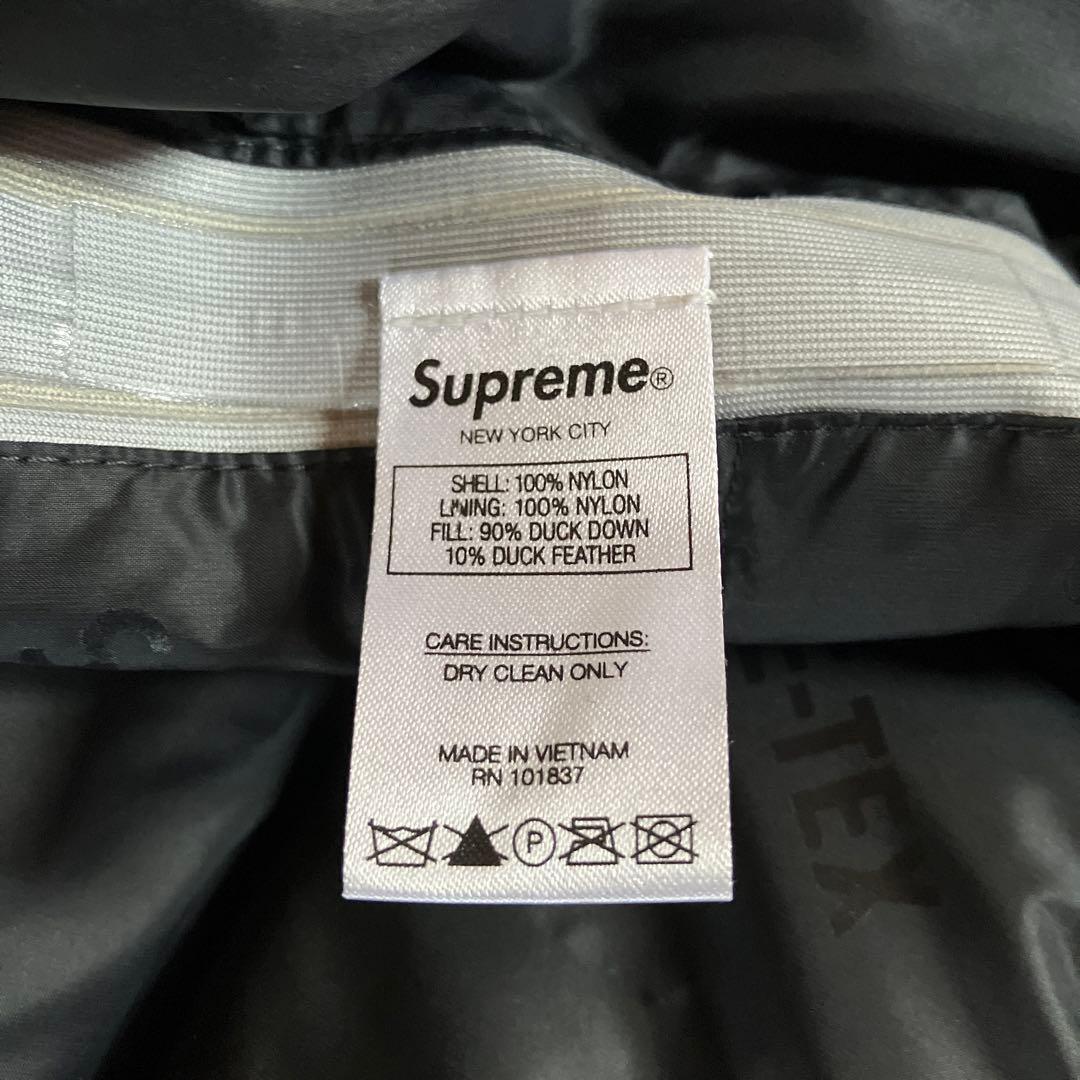 Supreme®
NEW YORK CITY
SHELL: 100% NYLON
LINING: 100% NYLON
FILL: 90% DUCK DOWN
10% DUCK FEATHER
CARE INSTRUCTIONS:
DRY CLEAN ONLY
MADE IN VIETNAM
RN 101837
P
E-TEX